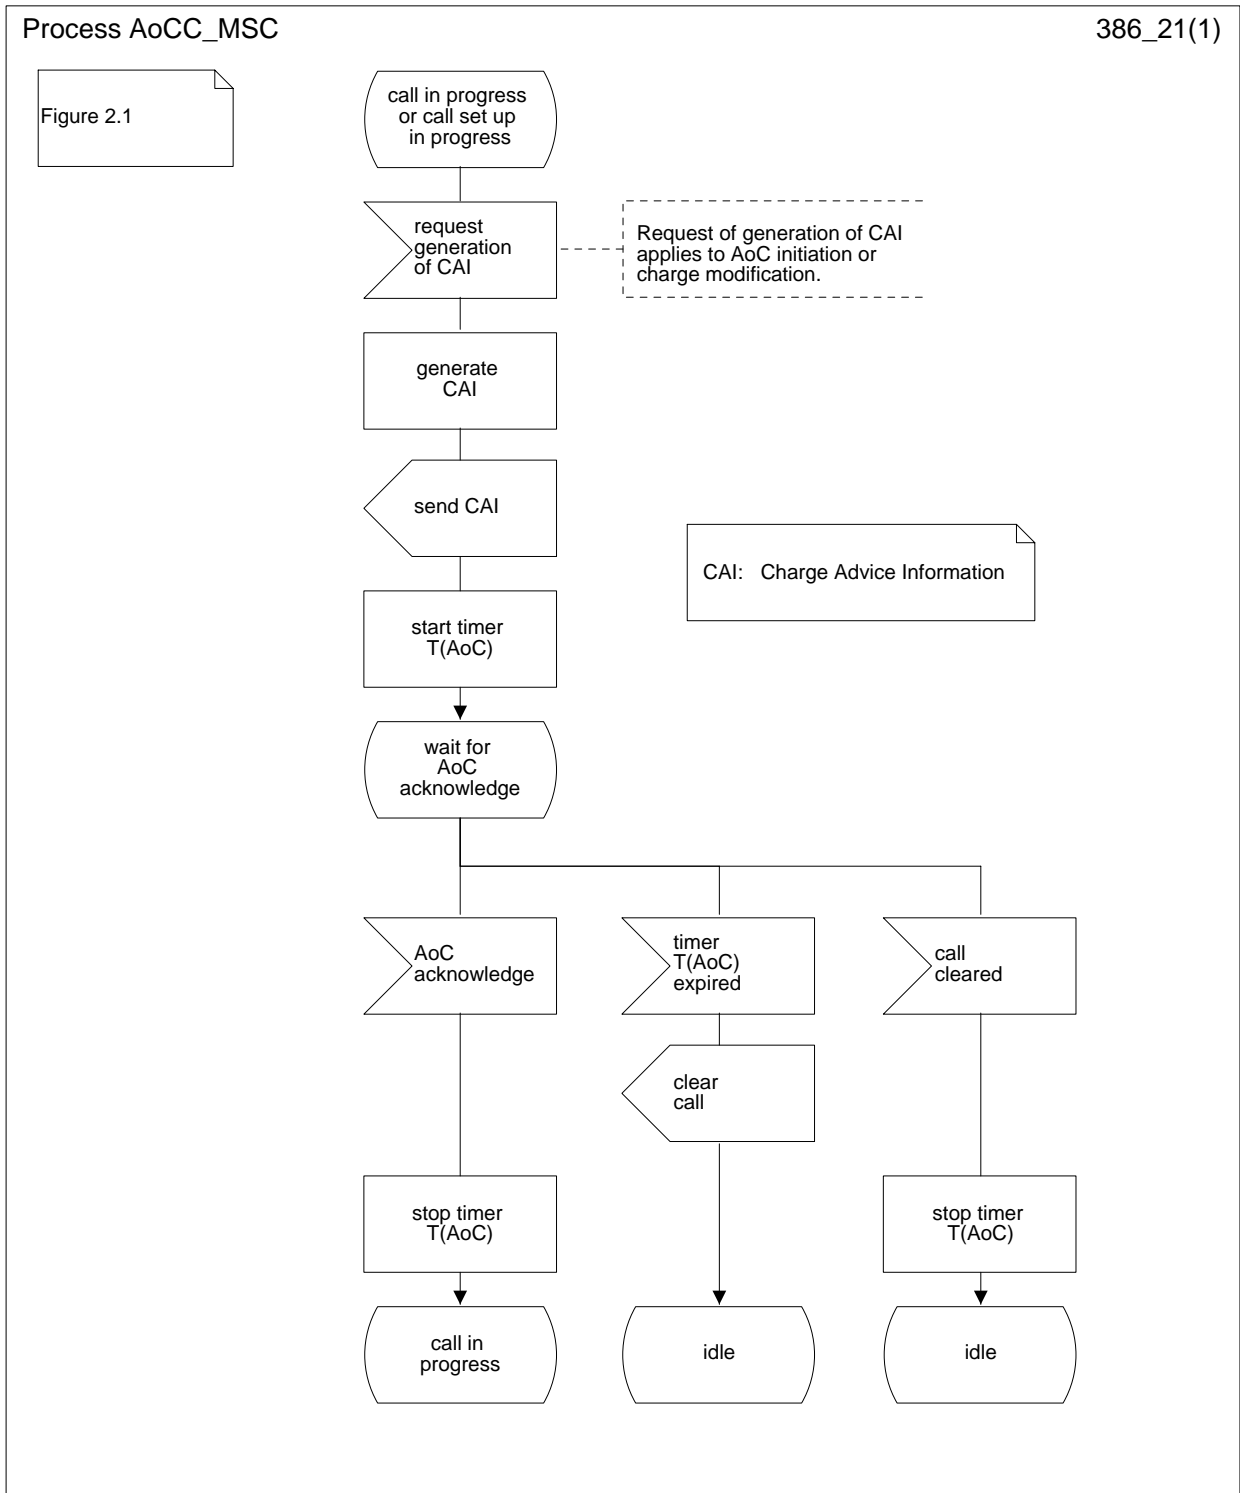 Process AoCC_MSC
386_21(1)
Figure 2.1
call in progress
or call set up
in progress
request
generation
of CAI
Request of generation of CAI
applies to AoC initiation or
charge modification.
generate
CAI
send CAI
CAI: Charge Advice Information
start timer
T(AoC)
wait for
AoC
acknowledge
AoC
acknowledge
timer
T(AoC)
expired
call
cleared
clear
call
stop timer
T(AoC)
stop timer
T(AoC)
call in
progress
idle
idle